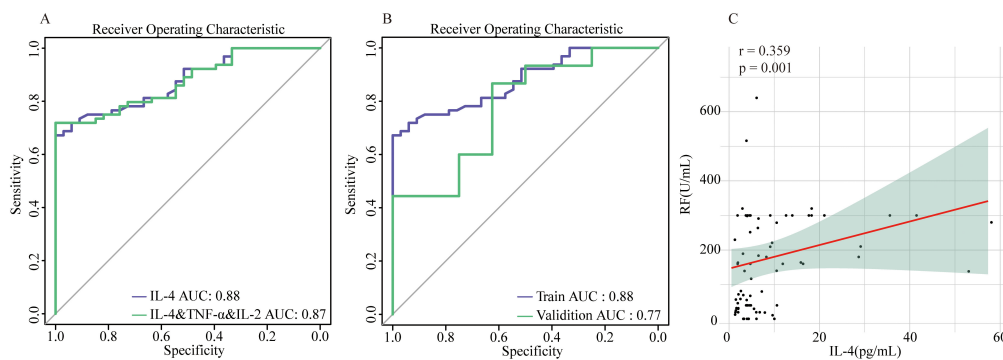 A
Receiver Operating Characteristic
Sensitivity
1.0
0.8
0.6
0.4
0.2
0.0
IL-4 AUC: 0.88
IL-4&TNF-α&IL-2 AUC: 0.87
1.0 0.8 0.6 0.4 0.2 0.0
Specificity
B
Receiver Operating Characteristic
Sensitivity
1.0
0.8
0.6
0.4
0.2
0.0
Train AUC : 0.88
Validition AUC : 0.77
1.0 0.8 0.6 0.4 0.2 0.0
Specificity
C
r = 0.359
p = 0.001
RF(U/mL)
600
400
200
0
0 20 40 60
IL-4(pg/mL)